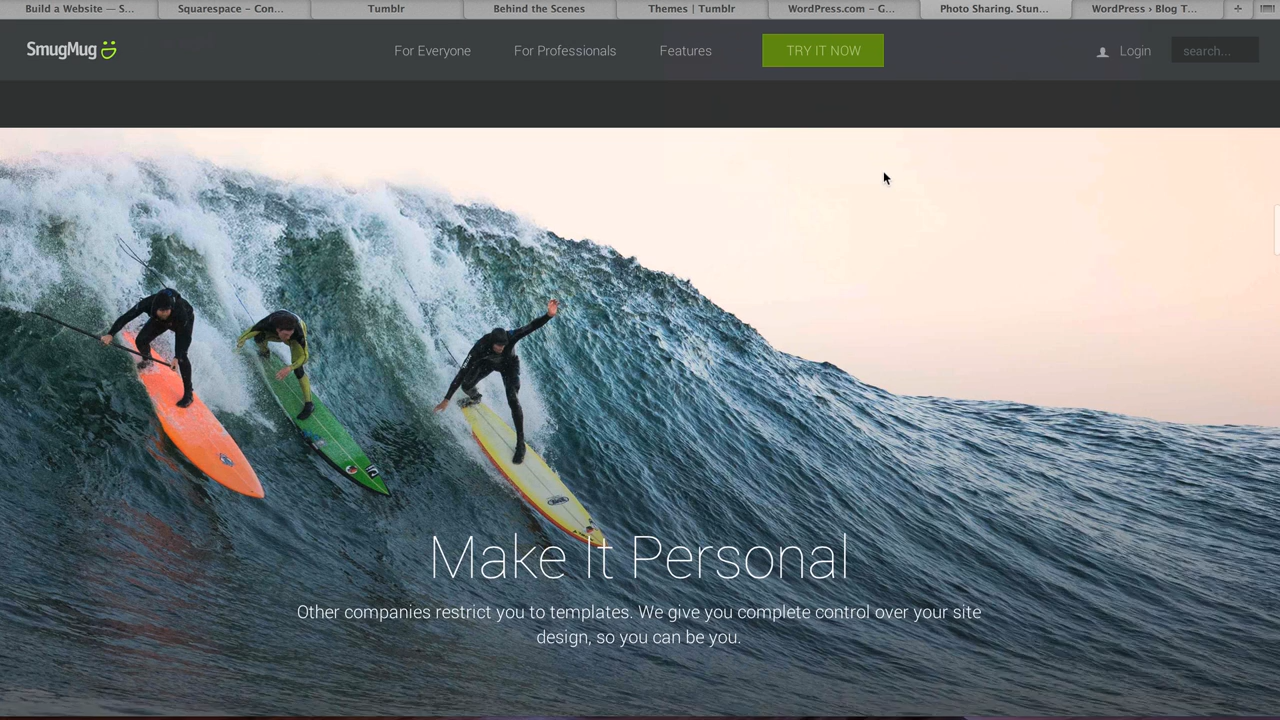 Build a Website — S...
Squarespace – Con...
Tumblr
Behind the Scenes
Themes | Tumblr
WordPress.com – G...
Photo Sharing. Stun...
WordPress › Blog T...
SmugMug
For Everyone
For Professionals
Features
TRY IT NOW
Login
search...
Make It Personal
Other companies restrict you to templates. We give you complete control over your site
design, so you can be you.